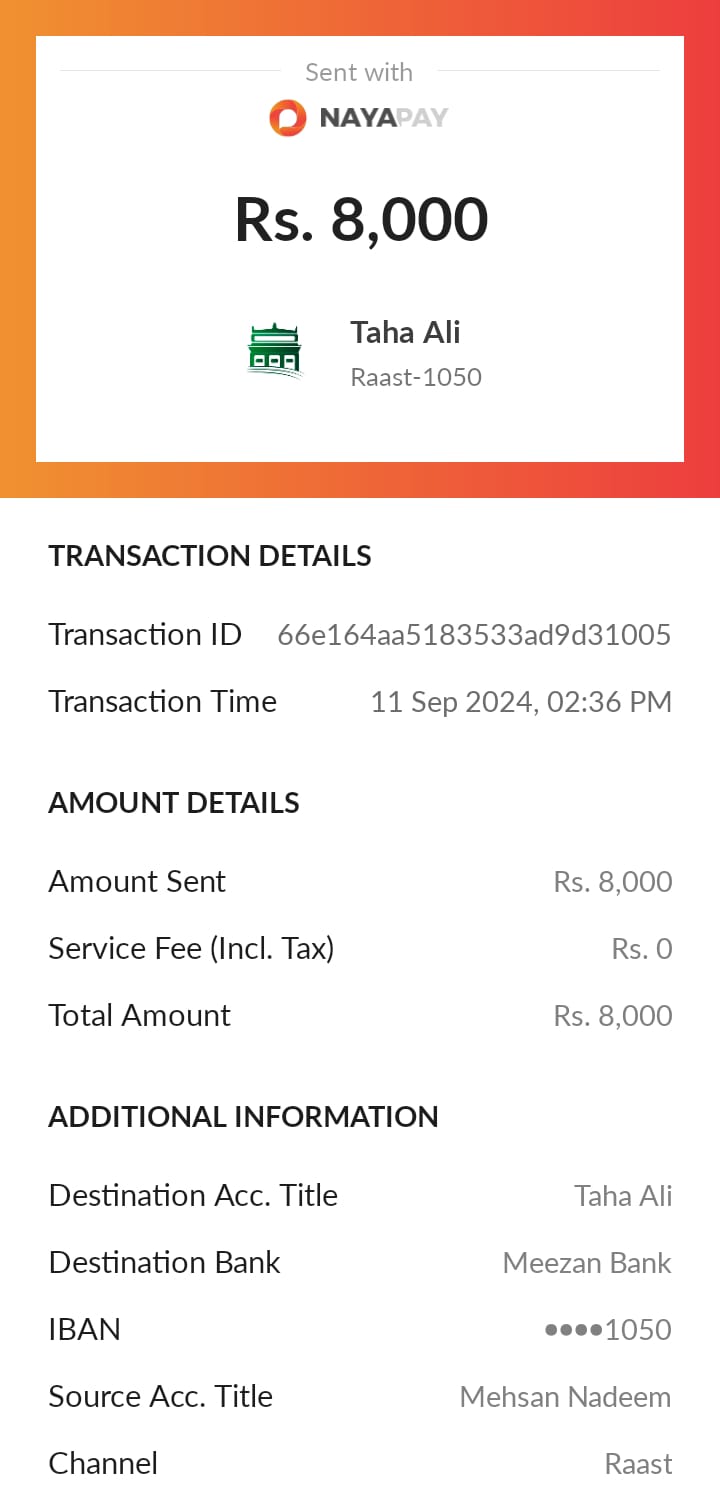 Sent with
NAYAPAY
Rs. 8,000
Taha Ali
Raast-1050
TRANSACTION DETAILS
Transaction ID 66e164aa5183533ad9d31005
Transaction Time 11 Sep 2024, 02:36 PM
AMOUNT DETAILS
Amount Sent Rs. 8,000
Service Fee (Incl. Tax) Rs. 0
Total Amount Rs. 8,000
ADDITIONAL INFORMATION
Destination Acc. Title Taha Ali
Destination Bank Meezan Bank
IBAN ••••1050
Source Acc. Title Mehsan Nadeem
Channel Raast